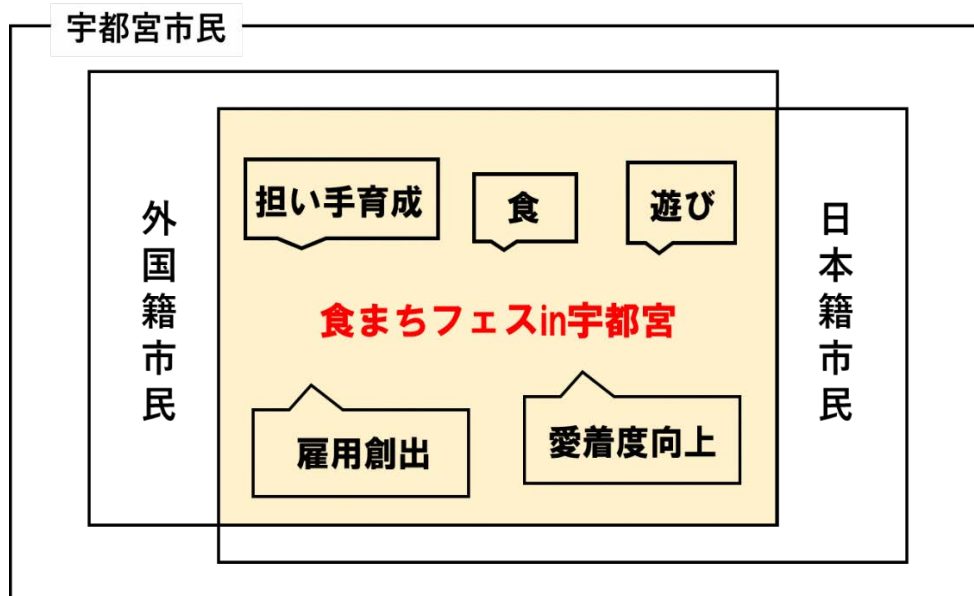 宇都宮市民
担い手育成
食
遊び
外国籍市民
日本籍市民
食まちフェスin宇都宮
雇用創出
愛着度向上